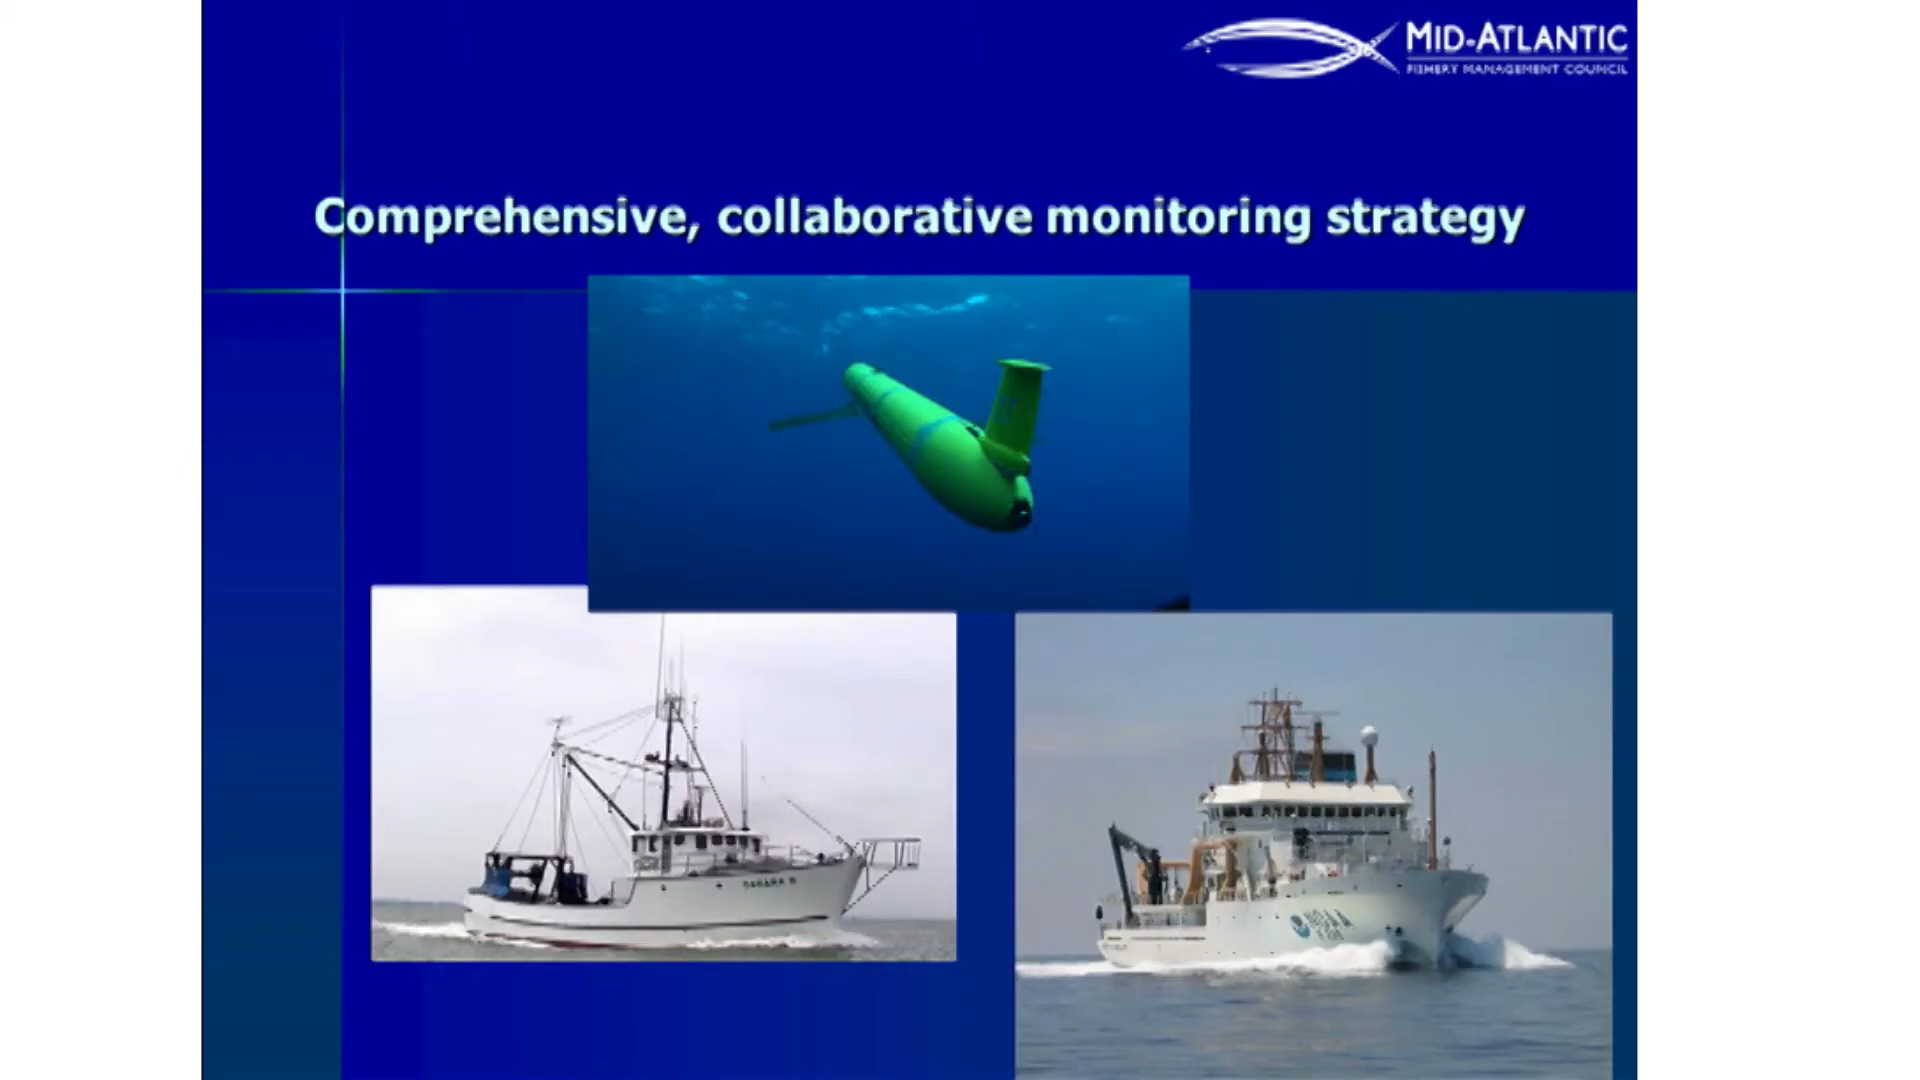 MID-ATLANTIC
FISHERY MANAGEMENT COUNCIL
Comprehensive, collaborative monitoring strategy